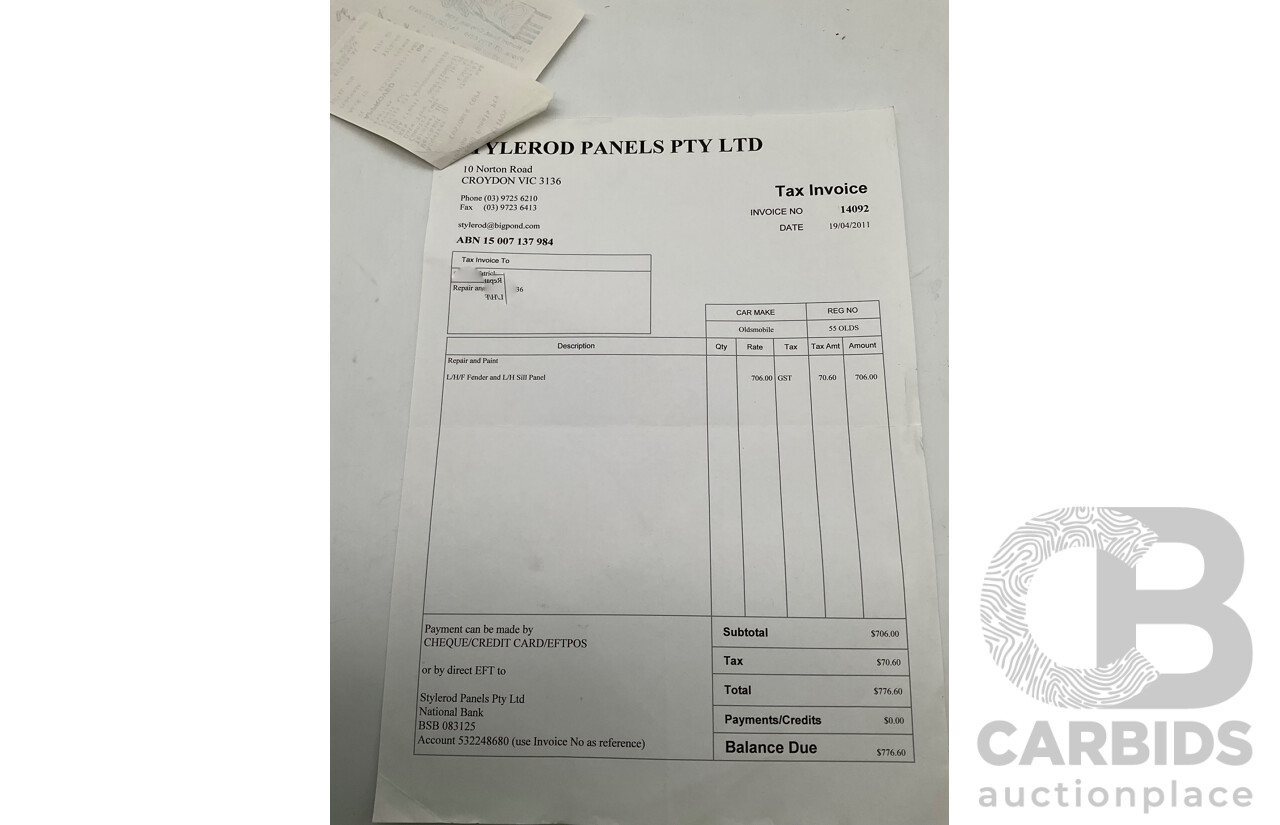 STYLEROD PANELS PTY LTD
10 Norton Road
CROYDON VIC 3136
Phone (03) 9725 6210
Fax (03) 9723 6413
stylerod@bigpond.com
ABN 15 007 137 984
Tax Invoice
INVOICE NO 14092
DATE 19/04/2011
Tax Invoice To
Repair
36
CAR MAKE REG NO
Oldsmobile 55 OLDS
Description Qty Rate Tax Tax Amt Amount
Repair and Paint
L/H/F Fender and L/H Sill Panel 706.00 GST 70.60 706.00
Payment can be made by
CHEQUE/CREDIT CARD/EFTPOS
or by direct EFT to
Stylerod Panels Pty Ltd
National Bank
BSB 083125
Account 532248680 (use Invoice No as reference)
Subtotal $706.00
Tax $70.60
Total $776.60
Payments/Credits $0.00
Balance Due $776.60
CB
CARBIDS
auctionplace